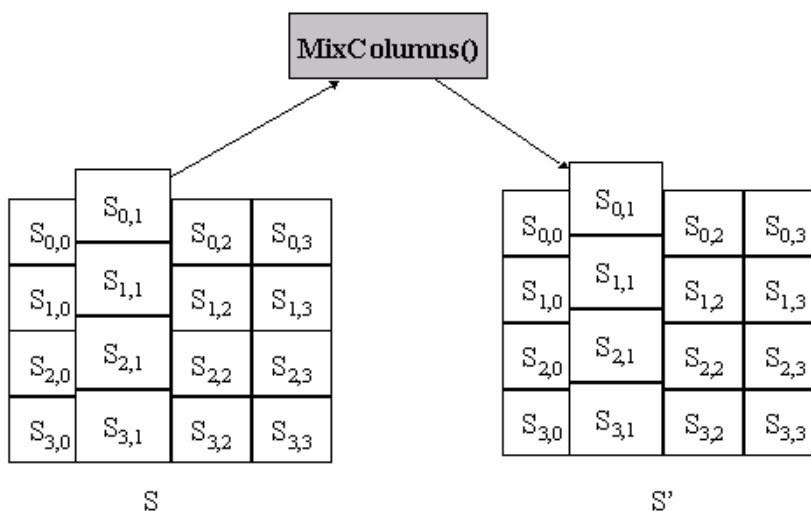 MixColumns()
S0,0 S0,1 S0,2 S0,3 S0,0 S0,1 S0,2 S0,3
S1,0 S1,1 S1,2 S1,3 S1,0 S1,1 S1,2 S1,3
S2,0 S2,1 S2,2 S2,3 S2,0 S2,1 S2,2 S2,3
S3,0 S3,1 S3,2 S3,3 S3,0 S3,1 S3,2 S3,3
S S’